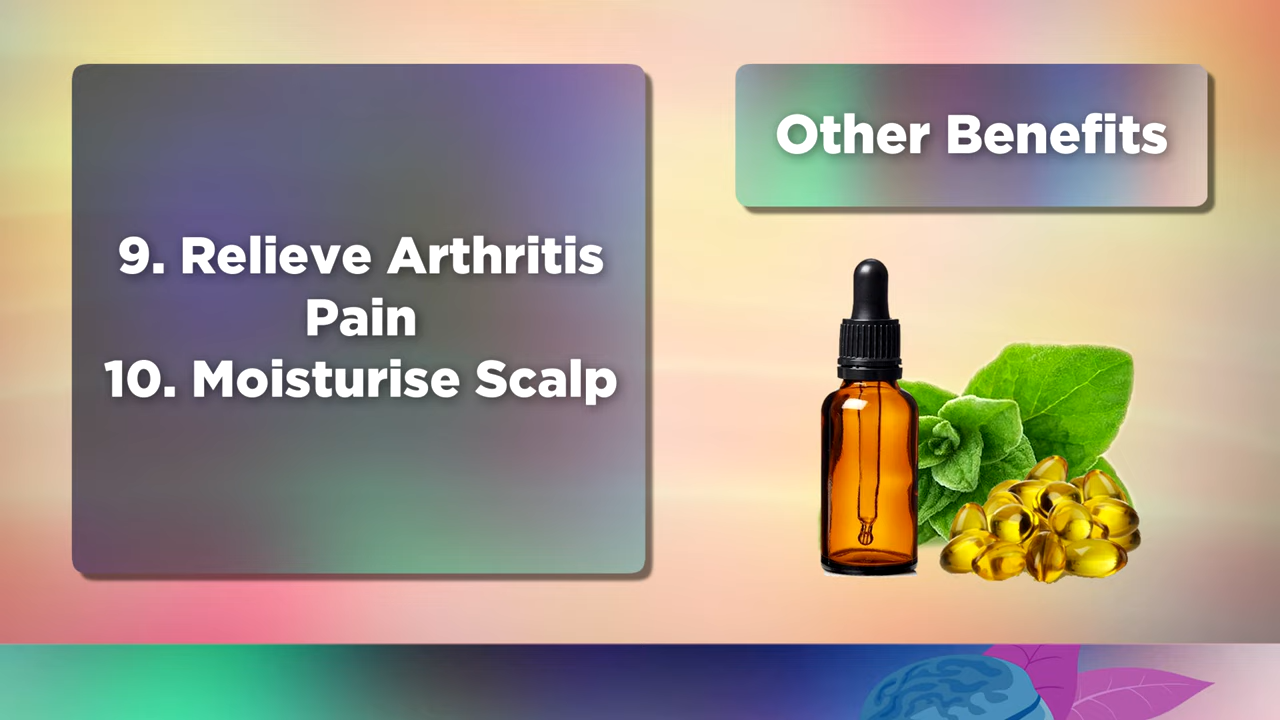 Other Benefits
9. Relieve Arthritis
Pain
10. Moisturise Scalp